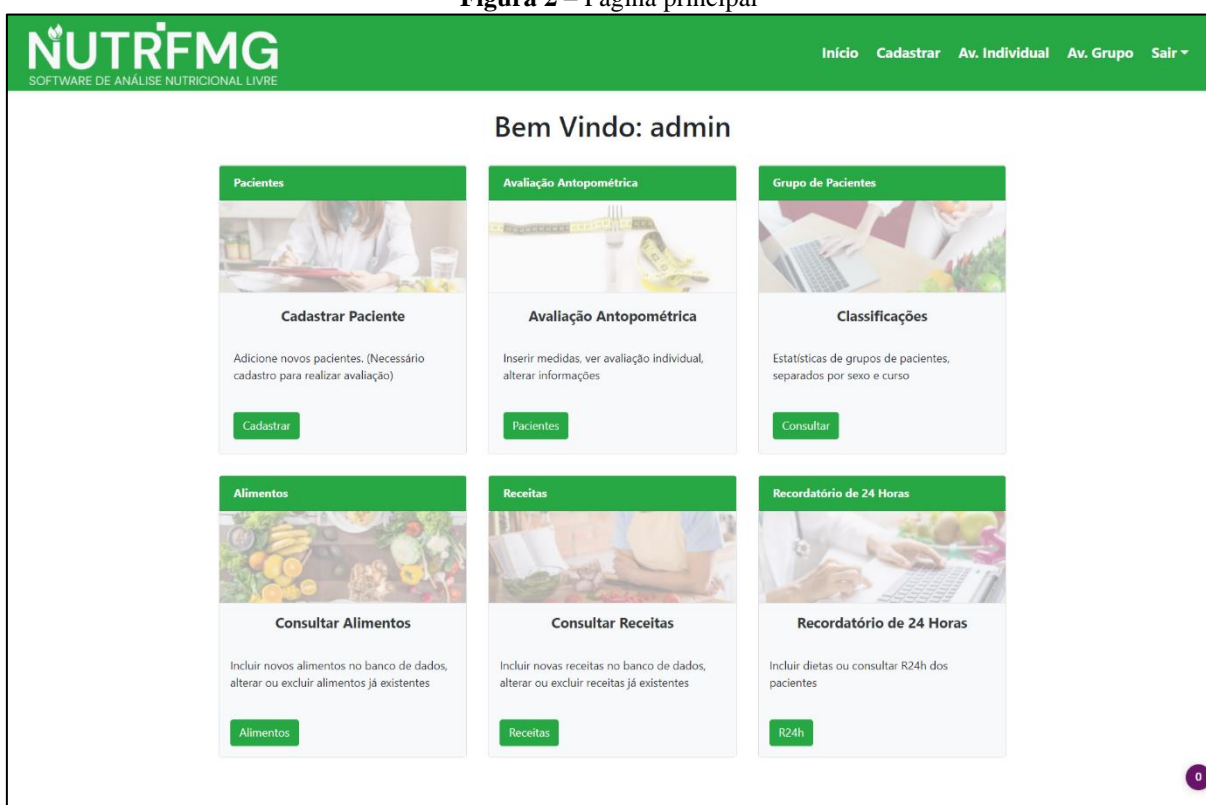 Figura 2 – Página principal
NUTRIFMG
SOFTWARE DE ANÁLISE NUTRICIONAL LIVRE
Início Cadastrar Av. Individual Av. Grupo Sair
Bem Vindo: admin
Pacientes
Cadastrar Paciente
Adicione novos pacientes. (Necessário
cadastro para realizar avaliação)
Cadastrar
Avaliação Antopométrica
Avaliação Antopométrica
Inserir medidas, ver avaliação individual,
alterar informações
Pacientes
Grupo de Pacientes
Classificações
Estatísticas de grupos de pacientes,
separados por sexo e curso
Consultar
Alimentos
Consultar Alimentos
Incluir novos alimentos no banco de dados,
alterar ou excluir alimentos já existentes
Alimentos
Receitas
Consultar Receitas
Incluir novas receitas no banco de dados,
alterar ou excluir receitas já existentes
Receitas
Recordatório de 24 Horas
Recordatório de 24 Horas
Incluir dietas ou consultar R24h dos
pacientes
R24h
0